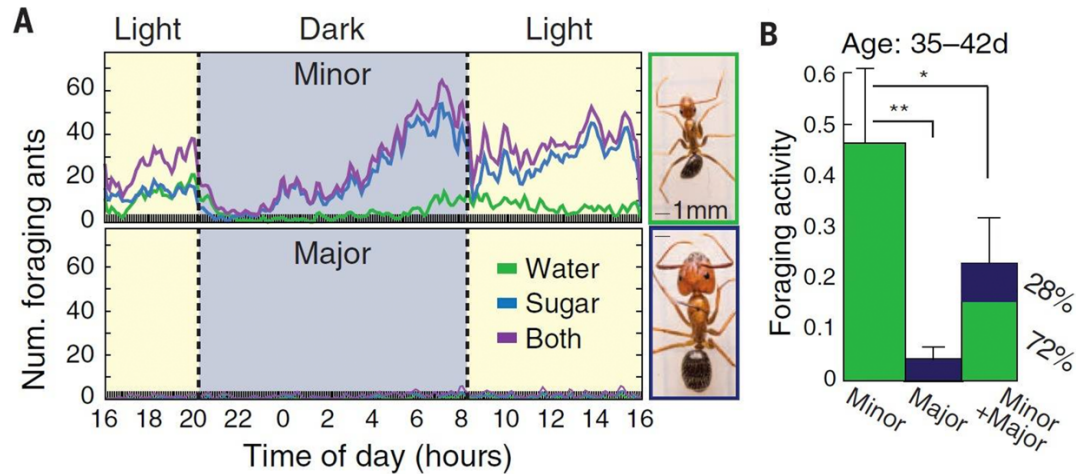 A
Light Dark Light
Minor
60
40
20
0
Num. foraging ants
1mm
Major
60
40
20
0
Water
Sugar
Both
16 18 20 22 0 2 4 6 8 10 12 14 16
Time of day (hours)
B
Age: 35–42d
0.6
0.5
0.4
0.3
0.2
0.1
0
Foraging activity
*
**
28%
72%
Minor
Major
Minor
+Major